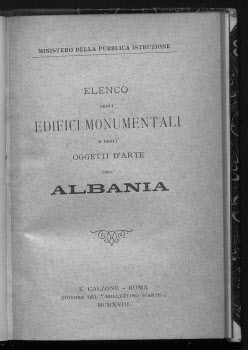 MINISTERO DELLA PUBBLICA ISTRUZIONE
ELENCO
DEGLI
EDIFICI MONUMENTALI
E DEGLI
OGGETTI D'ARTE
DELL'
ALBANIA
E. CALZONE - ROMA
EDITORE DEL "BOLLETTINO D'ARTE"
MCMXVIII.